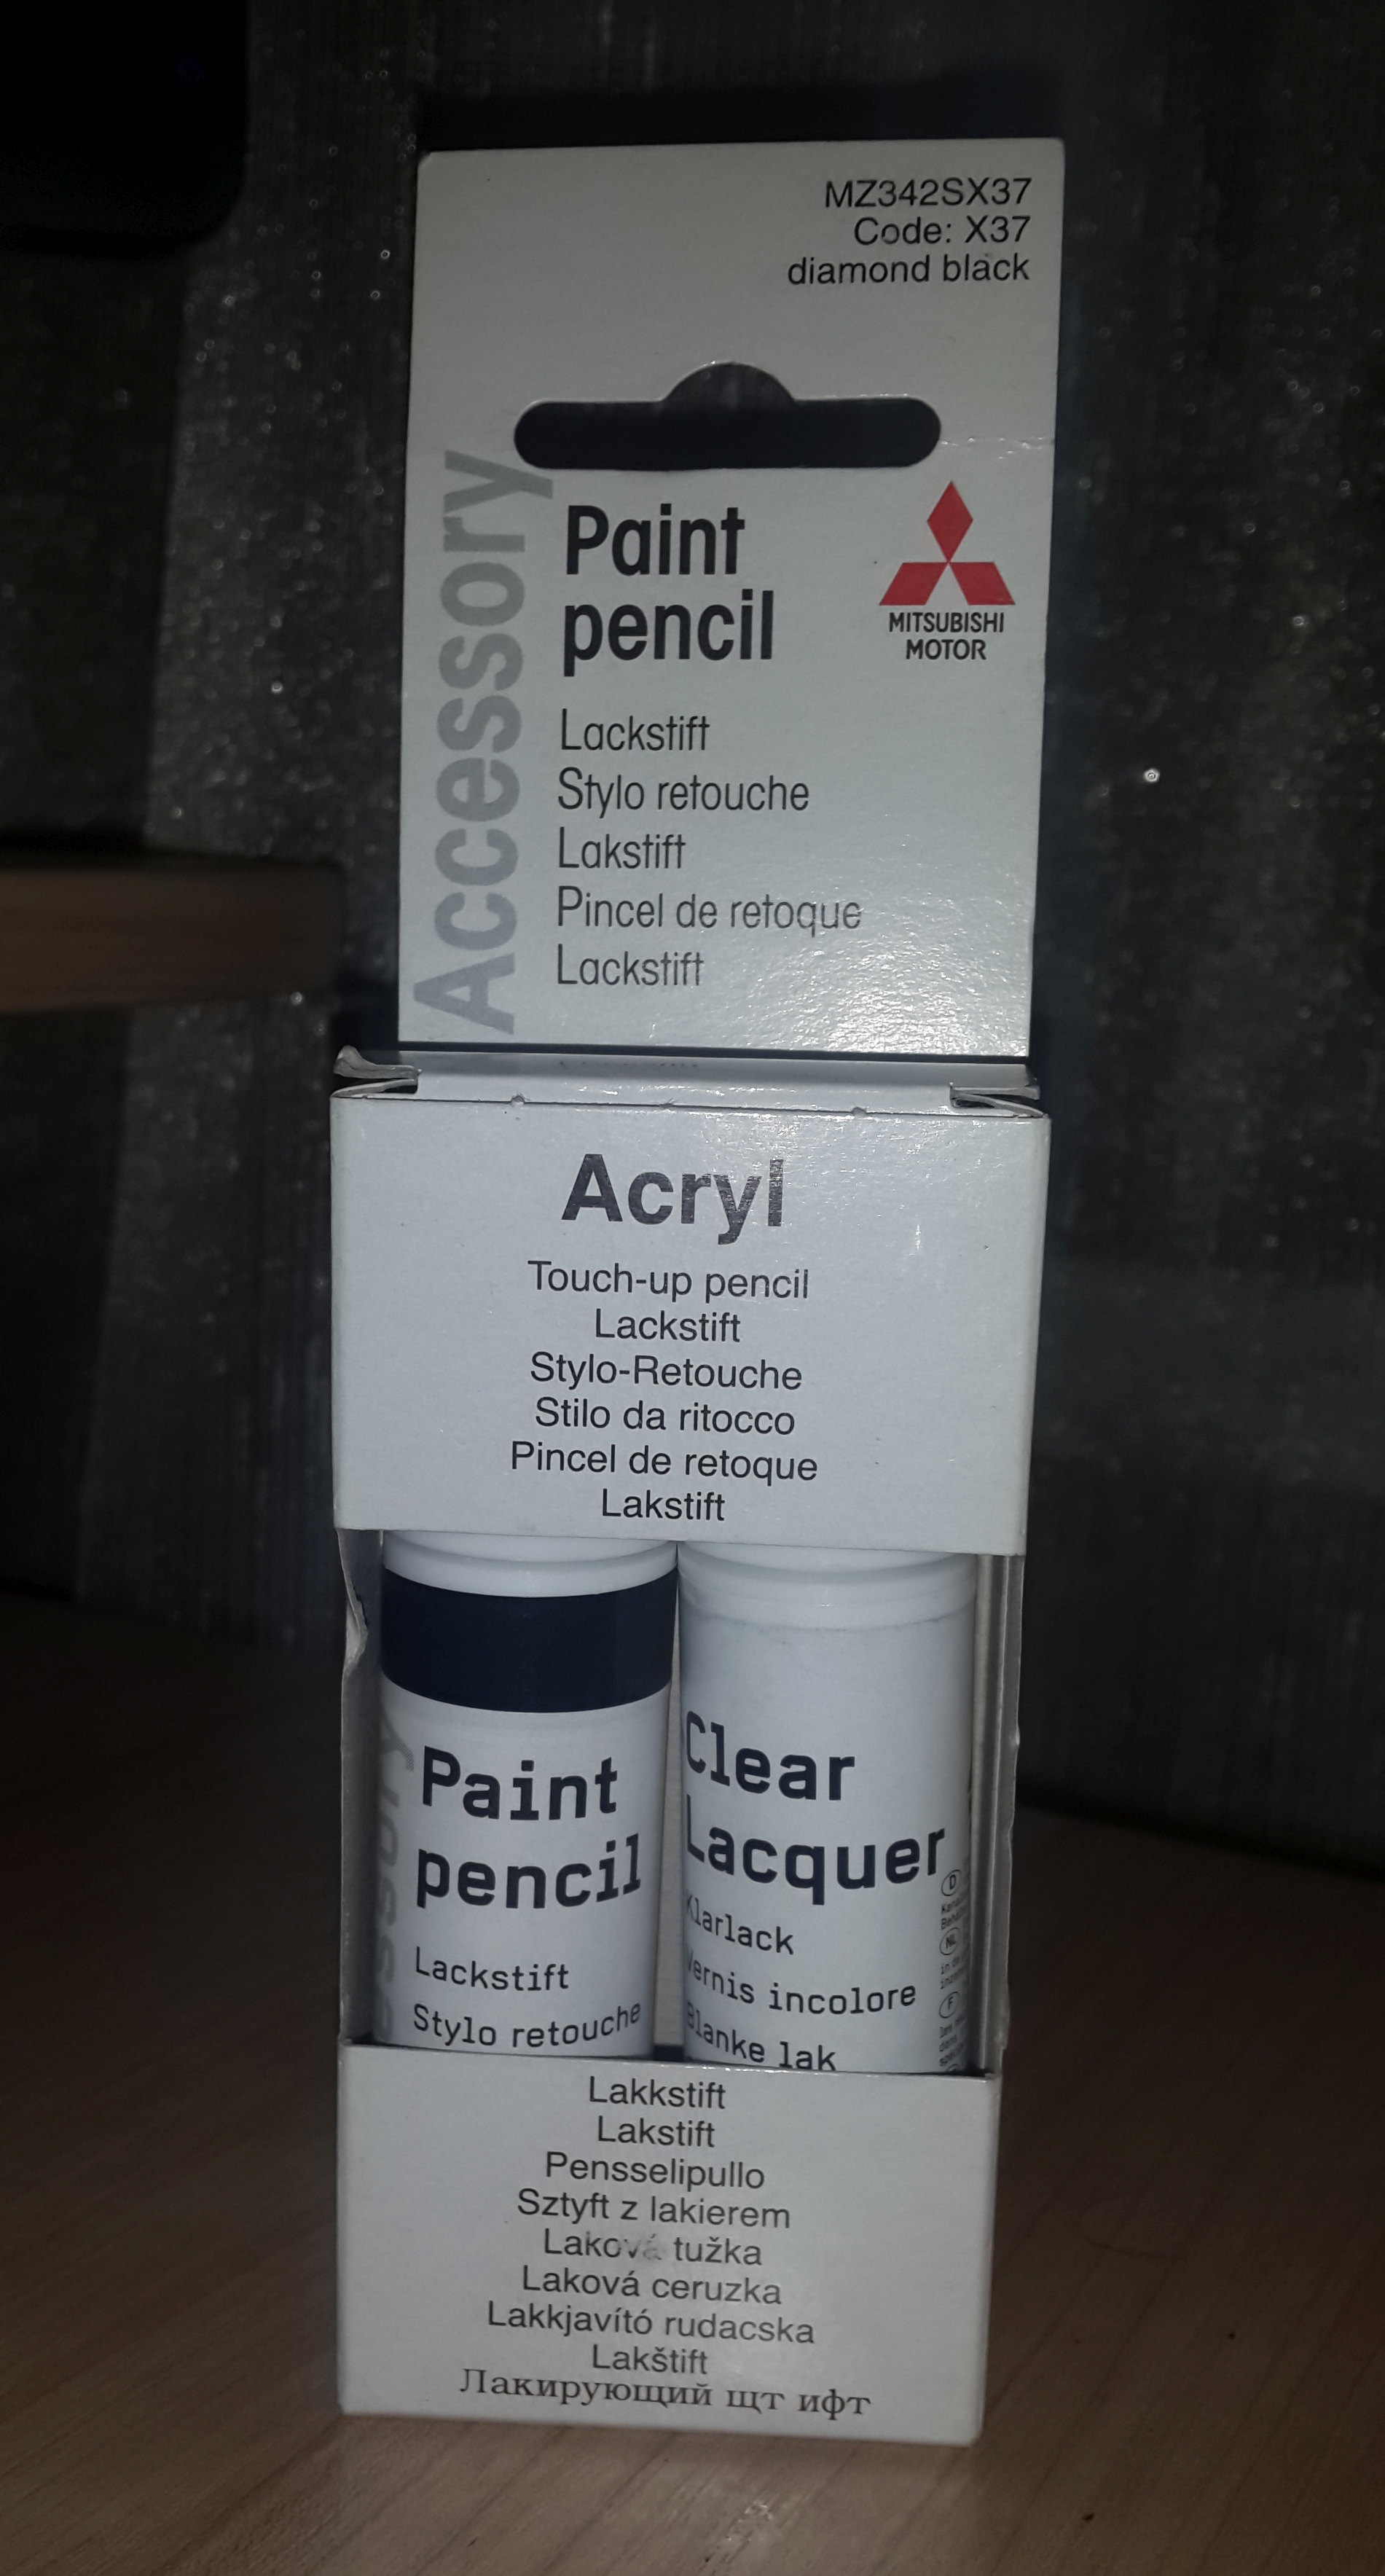 MZ342SX37
Code: X37
diamond black
Accessory
Paint
pencil
MITSUBISHI
MOTOR
Lackstift
Stylo retouche
Lakstift
Pincel de retoque
Lackstift
Acryl
Touch-up pencil
Lackstift
Stylo-Retouche
Stilo da ritocco
Pincel de retoque
Lakstift
Paint
pencil
Lackstift
Stylo retouche
Clear
Lacquer
Klarlack
Vernis incolore
Blanke lak
D
NL
F
Lakkstift
Lakstift
Pensselipullo
Sztyft z lakierem
Laková tužka
Laková ceruzka
Lakkjavító rudacska
Lakštift
Лакирующий щт ифт